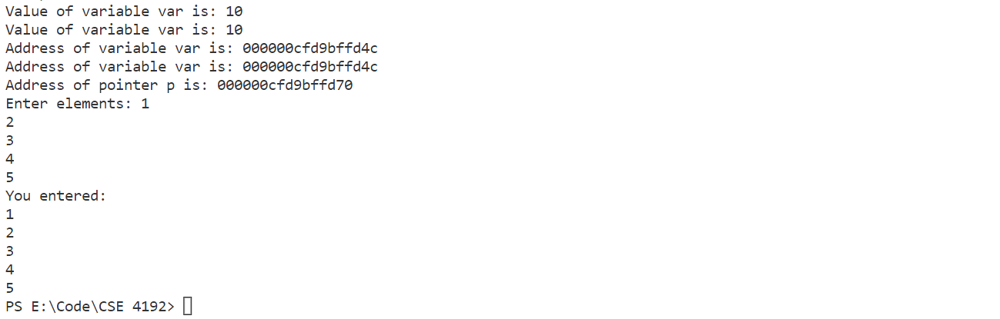 Value of variable var is: 10
Value of variable var is: 10
Address of variable var is: 000000cfd9bffd4c
Address of variable var is: 000000cfd9bffd4c
Address of pointer p is: 000000cfd9bffd70
Enter elements: 1
2
3
4
5
You entered:
1
2
3
4
5
PS E:\Code\CSE 4192>